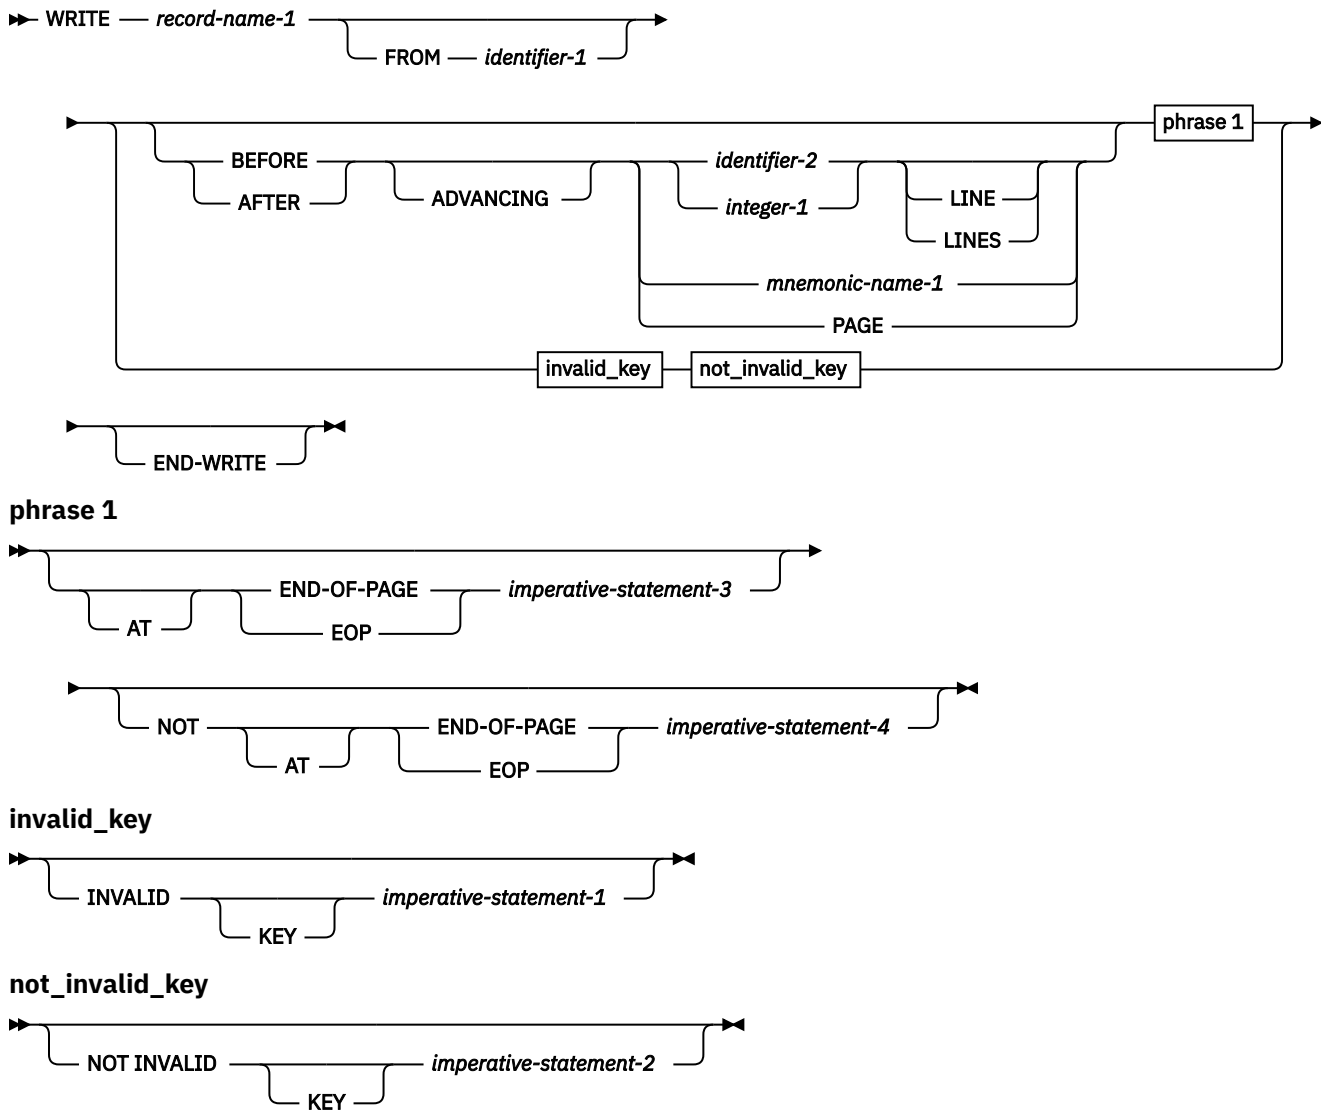 WRITE record-name-1
FROM identifier-1
phrase 1
BEFORE identifier-2
AFTER ADVANCING integer-1 LINE
LINES
mnemonic-name-1
PAGE
invalid_key not_invalid_key
END-WRITE
phrase 1
END-OF-PAGE imperative-statement-3
AT EOP
NOT END-OF-PAGE imperative-statement-4
AT EOP
invalid_key
INVALID imperative-statement-1
KEY
not_invalid_key
NOT INVALID imperative-statement-2
KEY